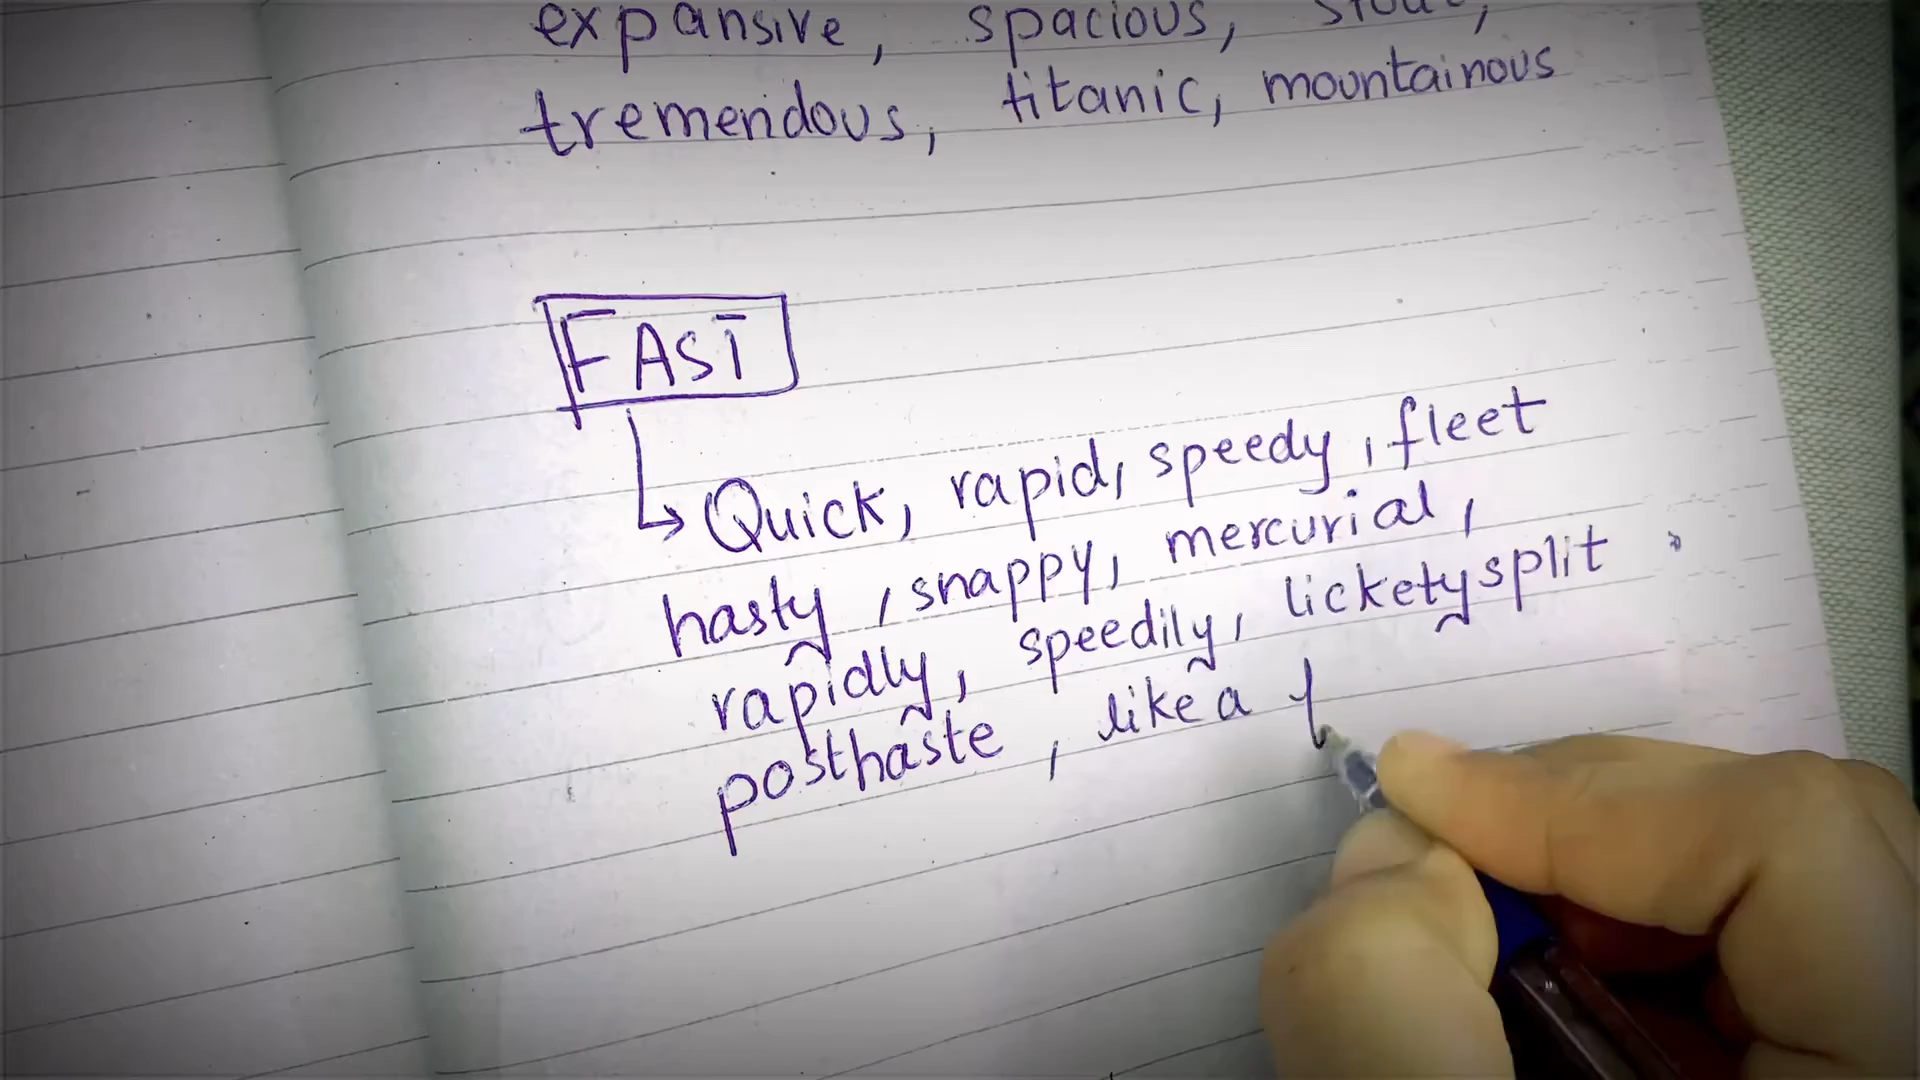 expansive, spacious,
tremendous, titanic, mountainous
FAST
Quick, rapid, speedy, fleet
hasty, snappy, mercurial,
rapidly, speedily, licketysplit
posthaste, like a